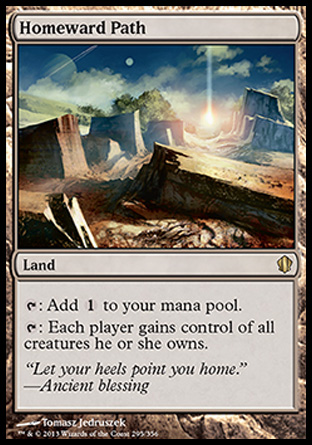 Homeward Path
Land
: Add 1 to your mana pool.
: Each player gains control of all
creatures he or she owns.
“Let your heels point you home.”
—Ancient blessing
Tomasz Jedruszek
™ & © 2013 Wizards of the Coast 295/356